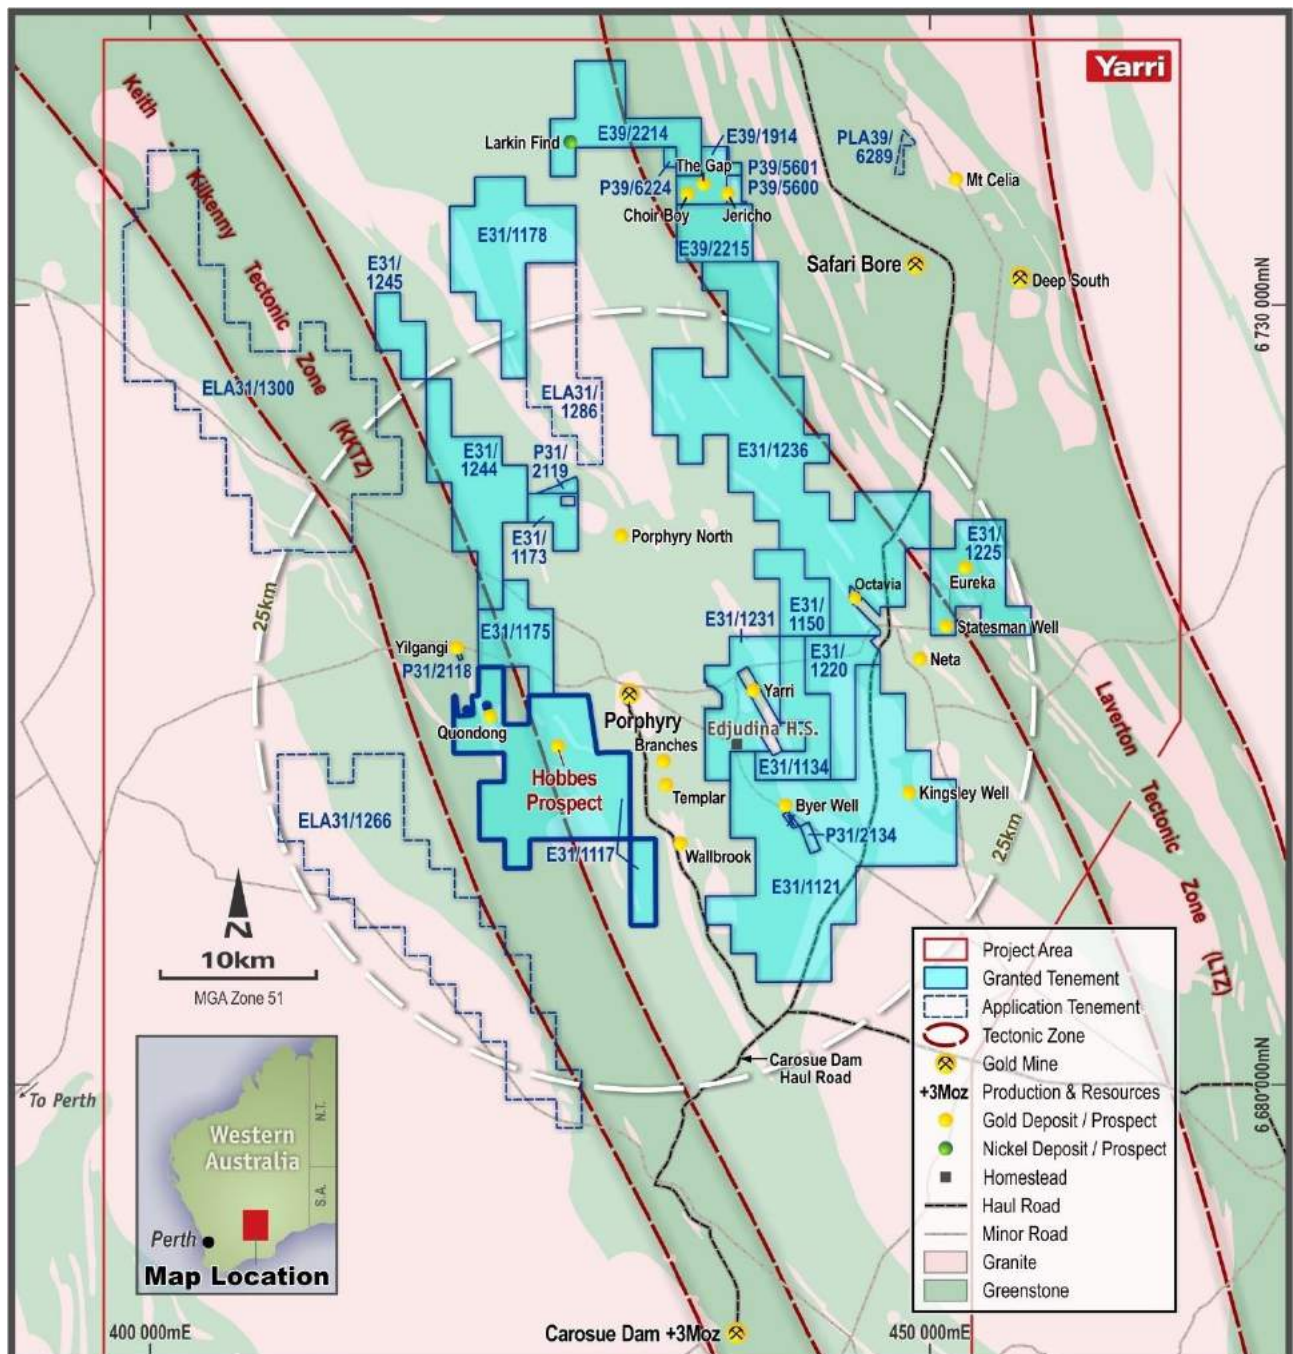 Yarri
Keith -
Kilkenny
Tectonic
Zone
(KKTZ)
Larkin Find
E39/2214
E39/1914
PLA39/
6289
The Gap
P39/5601
P39/6224
P39/5600
Mt Celia
Choir Boy
Jericho
E31/1178
E39/2215
E31/
1245
Safari Bore
Deep South
6 730 000mN
ELA31/1300
ELA31/
1286
E31/
1244
P31/
2119
E31/1236
E31/
1173
Porphyry North
E31/
1225
Eureka
Octavia
25km
E31/1231
E31/
1150
E31/1175
Statesman Well
Yilgangi
P31/2118
E31/
1220
Neta
Yarri
Quondong
Porphyry
Edjudina H.S.
Branches
Laverton
Tectonic
Zone
(LTZ)
Hobbes
Prospect
E31/1134
Templar
Byer Well
Kingsley Well
ELA31/1266
P31/2134
25km
E31/1117
Wallbrook
E31/1121
N
10km
MGA Zone 51
Carosue Dam
Haul Road
To Perth
6 680 000mN
Western
Australia
N.T.
S.A.
Perth
Map Location
Project Area
Granted Tenement
Application Tenement
Tectonic Zone
Gold Mine
+3Moz Production & Resources
Gold Deposit / Prospect
Nickel Deposit / Prospect
Homestead
Haul Road
Minor Road
Granite
Greenstone
400 000mE
Carosue Dam +3Moz
450 000mE